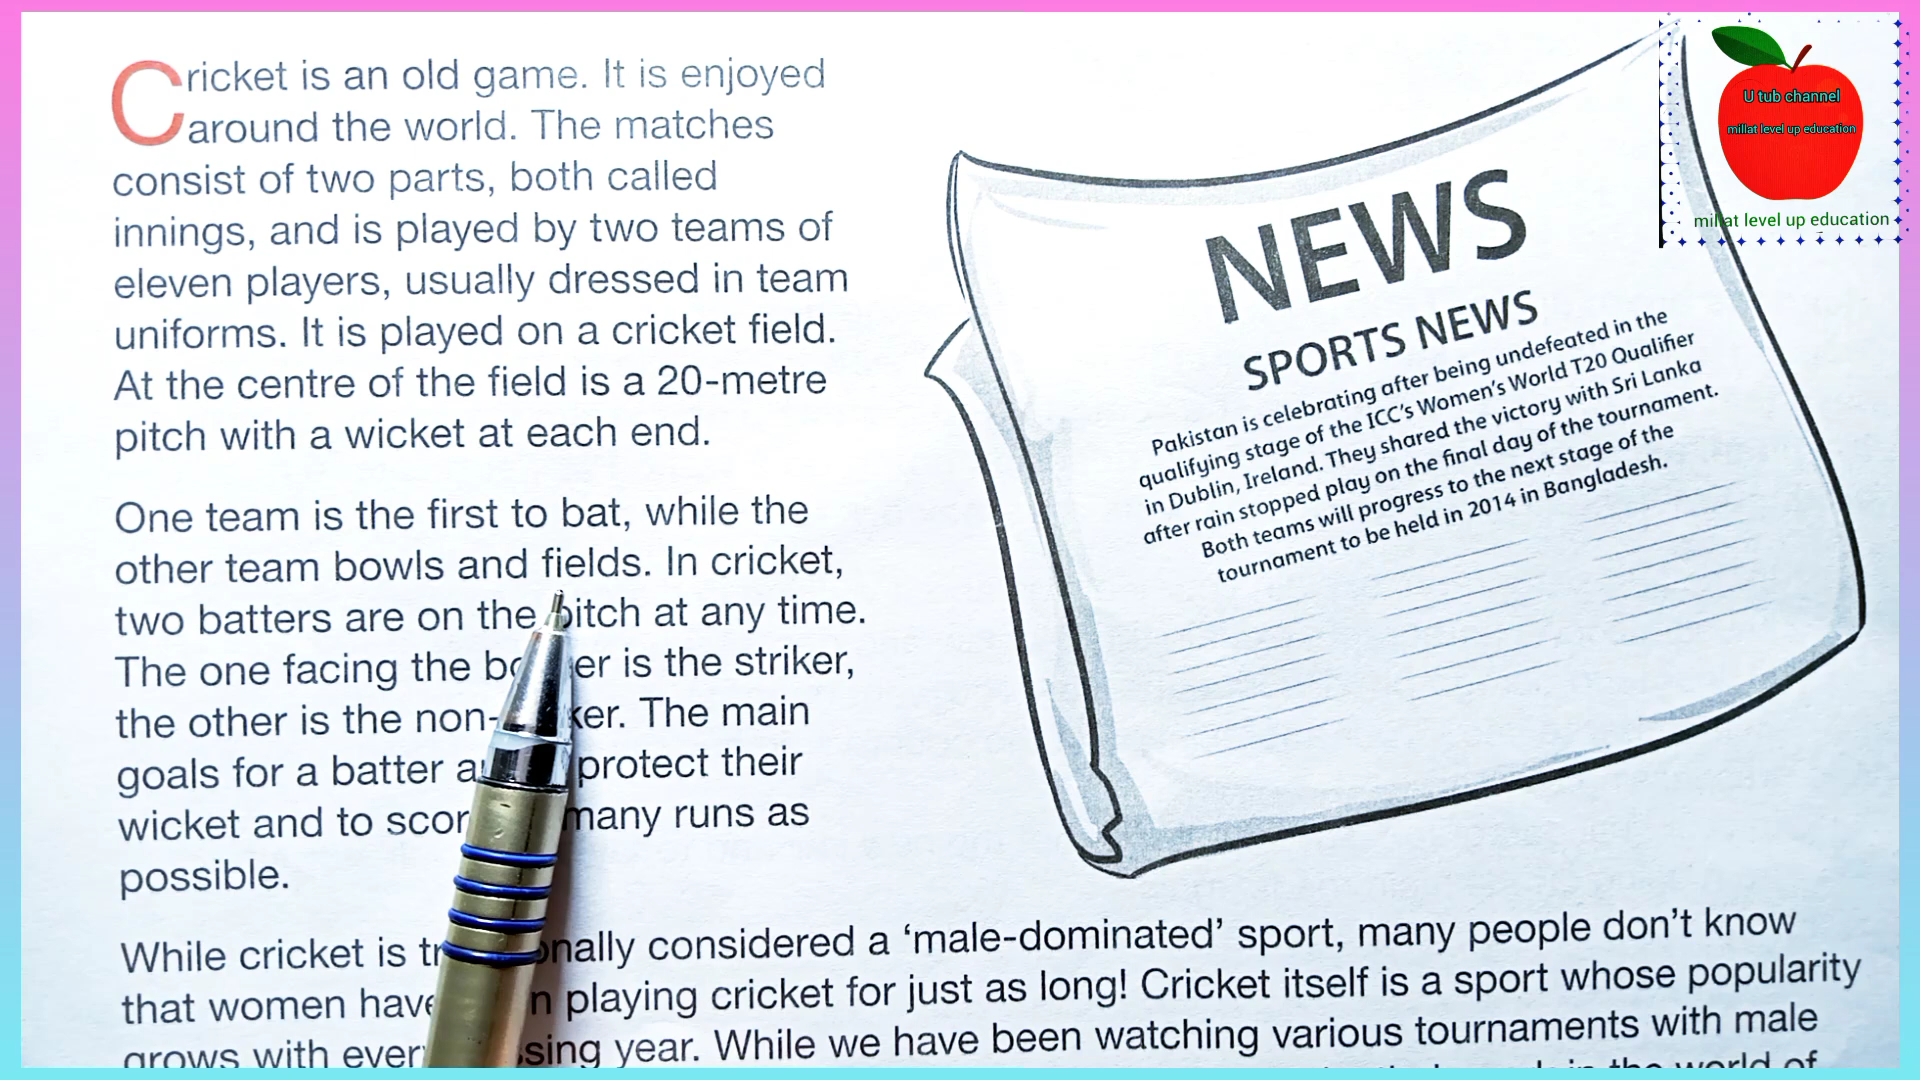 Cricket is an old game. It is enjoyed
around the world. The matches
consist of two parts, both called
innings, and is played by two teams of
eleven players, usually dressed in team
uniforms. It is played on a cricket field.
At the centre of the field is a 20-metre
pitch with a wicket at each end.
One team is the first to bat, while the
other team bowls and fields. In cricket,
two batters are on the pitch at any time.
The one facing the is the striker,
the other is the The main
goals for a batter protect their
wicket and to many runs as
possible.
While cricket is considered a ‘male-dominated’ sport, many people don’t know
that women playing cricket for just as long! Cricket itself is a sport whose popularity
grows with year. While we have been watching various tournaments with male
in the world of
NEWS
SPORTS NEWS
Pakistan is celebrating after being undefeated in the
qualifying stage of the ICC’s Women’s World T20 Qualifier
in Dublin, Ireland. They shared the victory with Sri Lanka
after rain stopped play on the final day of the tournament.
Both teams will progress to the next stage of the
tournament to be held in 2014 in Bangladesh.
U tub channel
millat level up education
millat level up education